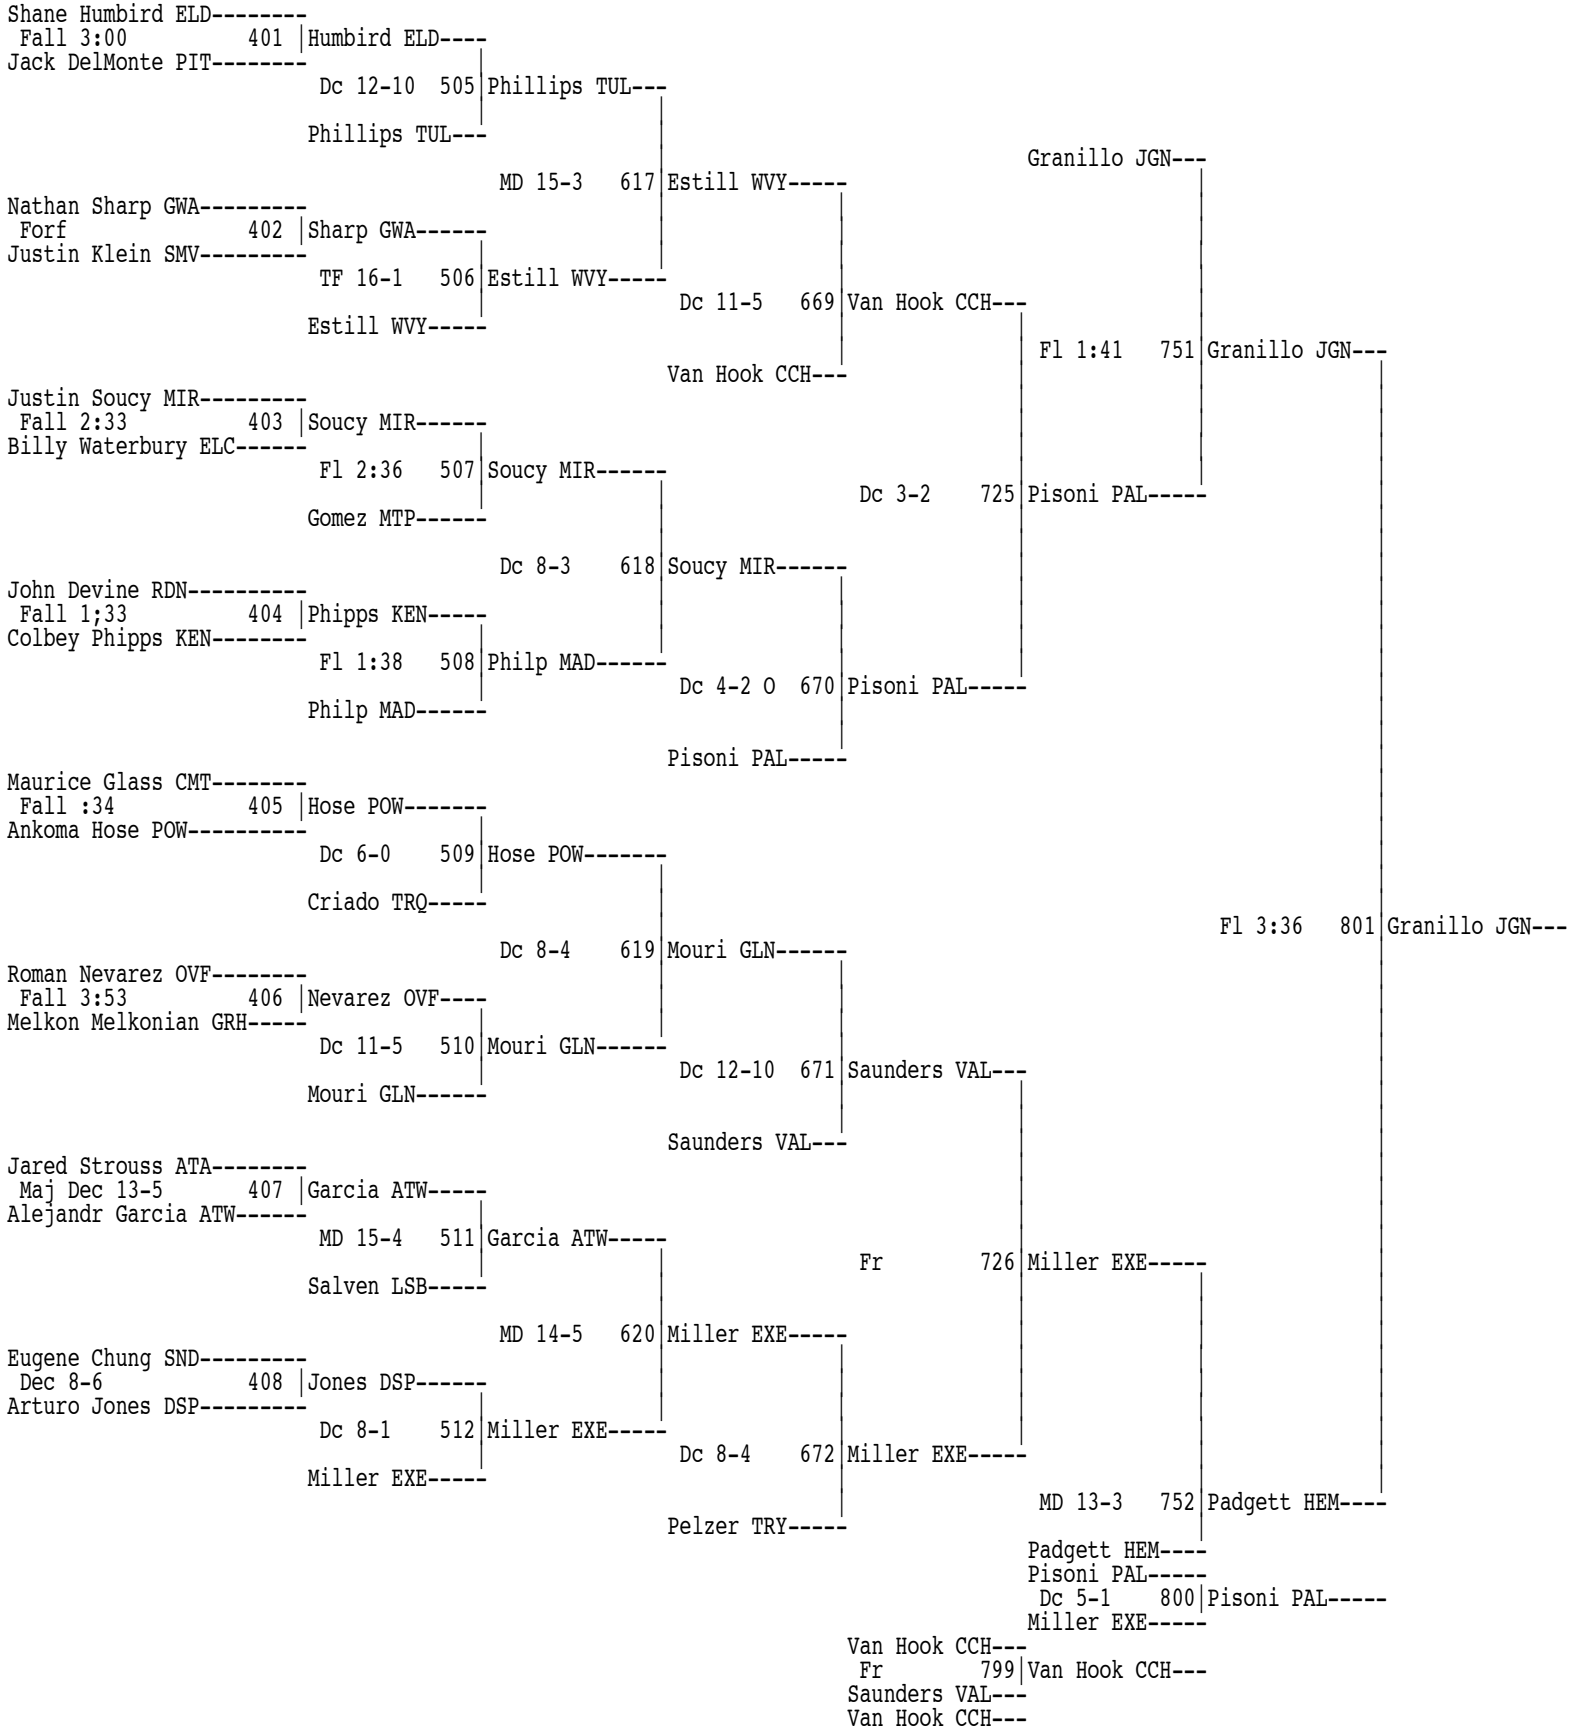 Shane Humbird ELD--------
Fall 3:00 401 |Humbird ELD----
Jack DelMonte PIT--------
Dc 12-10 505|Phillips TUL---
Phillips TUL---
Granillo JGN---
MD 15-3 617|Estill WVY-----
Nathan Sharp GWA---------
Forf 402 |Sharp GWA------
Justin Klein SMV---------
TF 16-1 506|Estill WVY-----
Dc 11-5 669|Van Hook CCH---
Estill WVY-----
Fl 1:41 751|Granillo JGN---
Van Hook CCH---
Justin Soucy MIR---------
Fall 2:33 403 |Soucy MIR------
Billy Waterbury ELC------
Fl 2:36 507|Soucy MIR------
Dc 3-2 725|Pisoni PAL-----
Gomez MTP------
Dc 8-3 618|Soucy MIR------
John Devine RDN----------
Fall 1;33 404 |Phipps KEN-----
Colbey Phipps KEN--------
Fl 1:38 508|Philp MAD------
Dc 4-2 O 670|Pisoni PAL-----
Philp MAD------
Pisoni PAL-----
Maurice Glass CMT--------
Fall :34 405 |Hose POW-------
Ankoma Hose POW----------
Dc 6-0 509|Hose POW-------
Criado TRQ-----
Fl 3:36 801|Granillo JGN---
Dc 8-4 619|Mouri GLN------
Roman Nevarez OVF--------
Fall 3:53 406 |Nevarez OVF----
Melkon Melkonian GRH-----
Dc 11-5 510|Mouri GLN------
Dc 12-10 671|Saunders VAL---
Mouri GLN------
Saunders VAL---
Jared Strouss ATA--------
Maj Dec 13-5 407 |Garcia ATW-----
Alejandr Garcia ATW------
MD 15-4 511|Garcia ATW-----
Fr 726|Miller EXE-----
Salven LSB-----
MD 14-5 620|Miller EXE-----
Eugene Chung SND---------
Dec 8-6 408 |Jones DSP------
Arturo Jones DSP---------
Dc 8-1 512|Miller EXE-----
Dc 8-4 672|Miller EXE-----
Miller EXE-----
MD 13-3 752|Padgett HEM----
Pelzer TRY-----
Padgett HEM----
Pisoni PAL-----
Dc 5-1 800|Pisoni PAL-----
Miller EXE-----
Van Hook CCH---
Fr 799|Van Hook CCH---
Saunders VAL---
Van Hook CCH---